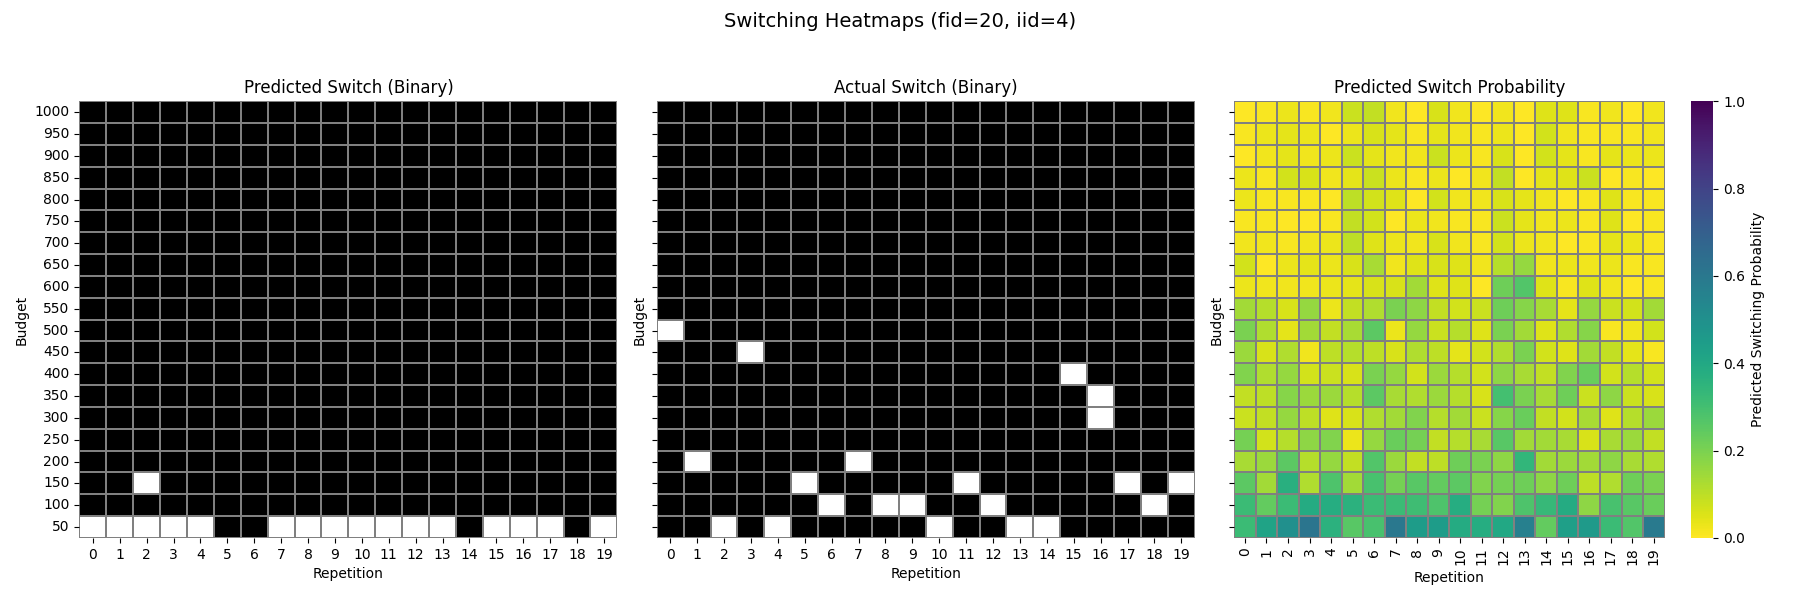 Switching Heatmaps (fid=20, iid=4)
Predicted Switch (Binary)
Budget
1000
950
900
850
800
750
700
650
600
550
500
450
400
350
300
250
200
150
100
50
0 1 2 3 4 5 6 7 8 9 10 11 12 13 14 15 16 17 18 19
Repetition
Actual Switch (Binary)
Budget
0 1 2 3 4 5 6 7 8 9 10 11 12 13 14 15 16 17 18 19
Repetition
Predicted Switch Probability
Budget
0 1 2 3 4 5 6 7 8 9 10 11 12 13 14 15 16 17 18 19
Repetition
1.0
0.8
0.6
0.4
0.2
0.0
Predicted Switching Probability